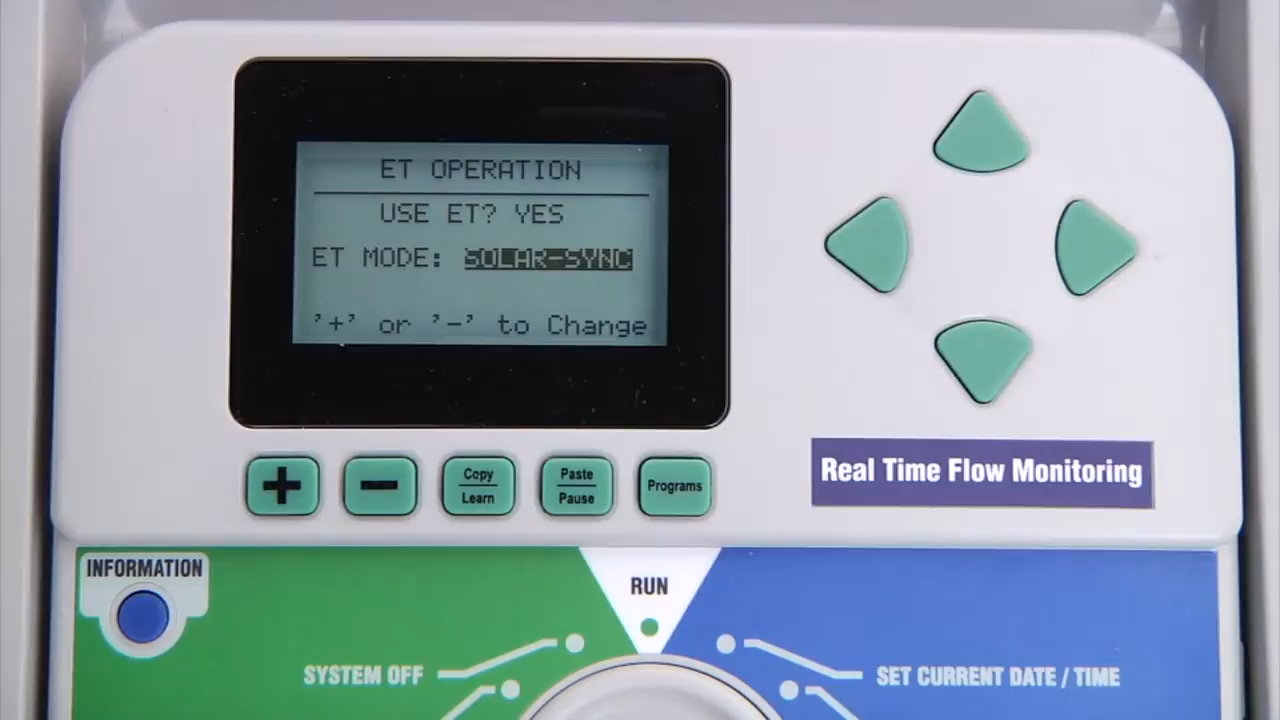 ET OPERATION
USE ET? YES
ET MODE: SOLAR-SYNC
'+' or '-' to Change
+
-
Copy
Learn
Paste
Pause
Programs
Real Time Flow Monitoring
INFORMATION
RUN
SYSTEM OFF
SET CURRENT DATE / TIME